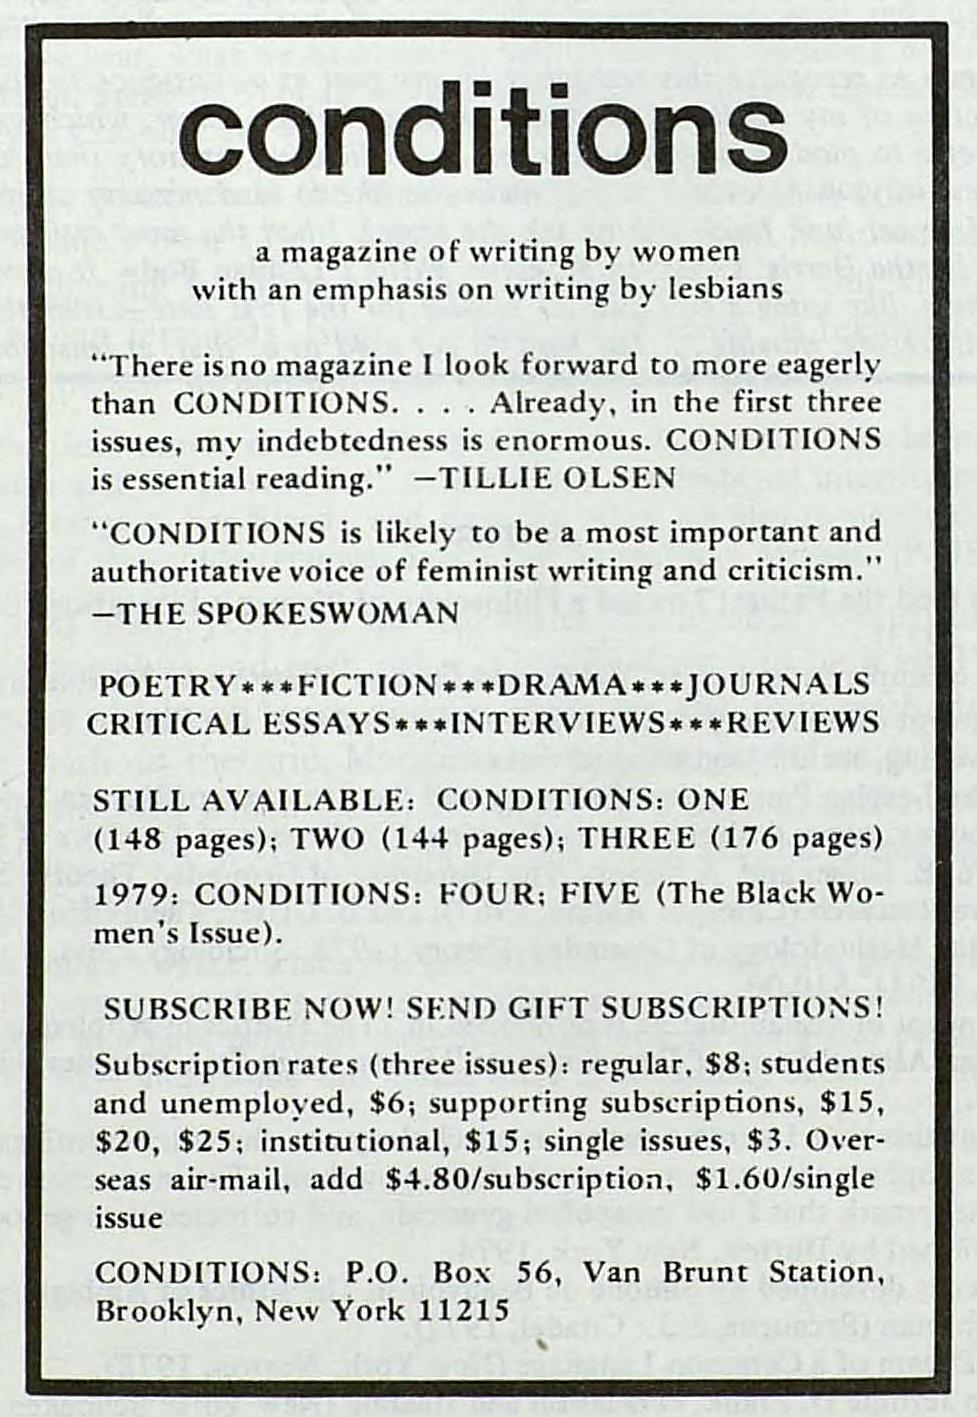 conditions
a magazine of writing by women
with an emphasis on writing by lesbians
“There is no magazine I look forward to more eagerly
than CONDITIONS. . . . Already, in the first three
issues, my indebtedness is enormous. CONDITIONS
is essential reading.” —TILLIE OLSEN
“CONDITIONS is likely to be a most important and
authoritative voice of feminist writing and criticism.”
—THE SPOKESWOMAN
POETRY***FICTION***DRAMA***JOURNALS
CRITICAL ESSAYS***INTERVIEWS***REVIEWS
STILL AVAILABLE: CONDITIONS: ONE
(148 pages); TWO (144 pages); THREE (176 pages)
1979: CONDITIONS: FOUR; FIVE (The Black Wo-
men's Issue).
SUBSCRIBE NOW! SEND GIFT SUBSCRIPTIONS!
Subscription rates (three issues): regular, $8; students
and unemployed, $6; supporting subscriptions, $15,
$20, $25; institutional, $15; single issues, $3. Over-
seas air-mail, add $4.80/subscription, $1.60/single
issue
CONDITIONS: P.O. Box 56, Van Brunt Station,
Brooklyn, New York 11215